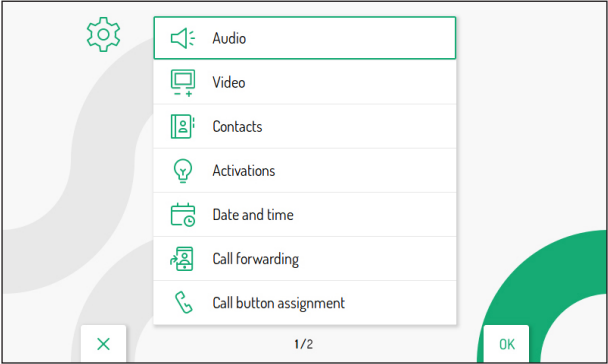 Audio
Video
Contacts
Activations
Date and time
Call forwarding
Call button assignment
1/2
OK